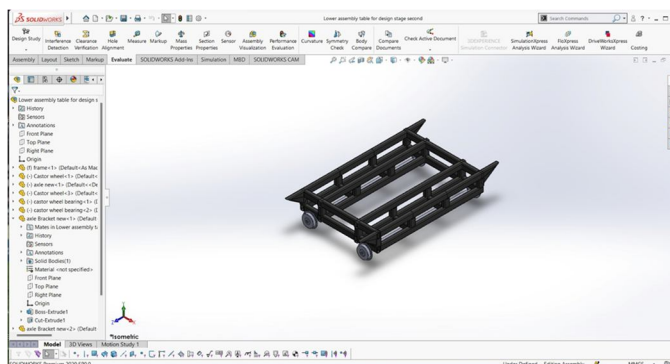 SOLIDWORKS
Lower assembly table for design stage second
Search Commands
Design Study
Interference Detection
Clearance Verification
Hole Alignment
Measure
Markup
Mass Properties
Section Properties
Sensor
Assembly Visualization
Performance Evaluation
Curvature
Symmetry Check
Body Compare
Compare Documents
Check Active Document
SimulationXpress Analysis Wizard
FloXpress Analysis Wizard
DriveWorksXpress Wizard
Costing
Assembly Layout Sketch Markup Evaluate SOLIDWORKS Add-Ins Simulation MBD SOLIDWORKS CAM
Lower assembly table for design s
History
Sensors
Annotations
Front Plane
Top Plane
Right Plane
Origin
(f) frame<1> (Default<As Mac
(-) Castor wheel<1> (Default<
(-) axle new<1> (Default<<De
(-) Castor wheel<3> (Default<
(-) castor wheel bearing<1> (D
(-) castor wheel bearing<2> (D
axle Bracket new<1> (Default
Mates in Lower assembly ta
History
Sensors
Annotations
Solid Bodies(1)
Material <not specified>
Front Plane
Top Plane
Right Plane
Origin
Boss-Extrude1
Cut-Extrude1
axle Bracket new<2> (Default
*Isometric
Model 3D Views Motion Study 1